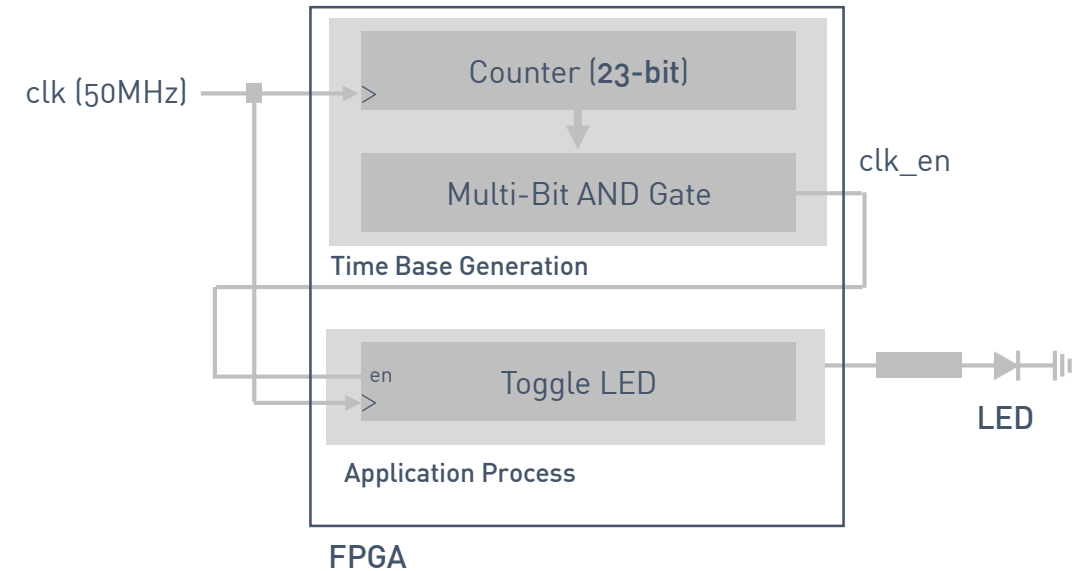 Counter (23-bit)
clk (50MHz)
clk_en
Multi-Bit AND Gate
Time Base Generation
en
Toggle LED
LED
Application Process
FPGA